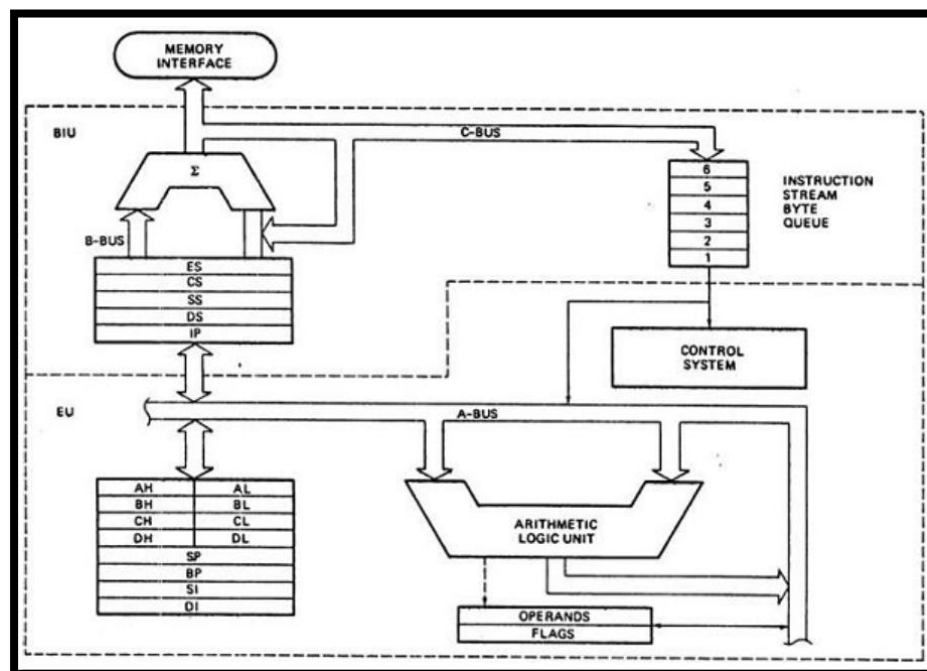 MEMORY
INTERFACE
BIU
C-BUS
Σ
B-BUS
6
5
4
3
2
1
INSTRUCTION
STREAM
BYTE
QUEUE
ES
CS
SS
DS
IP
CONTROL
SYSTEM
EU
A-BUS
AH AL
BH BL
CH CL
DH DL
SP
BP
SI
DI
ARITHMETIC
LOGIC UNIT
OPERANDS
FLAGS